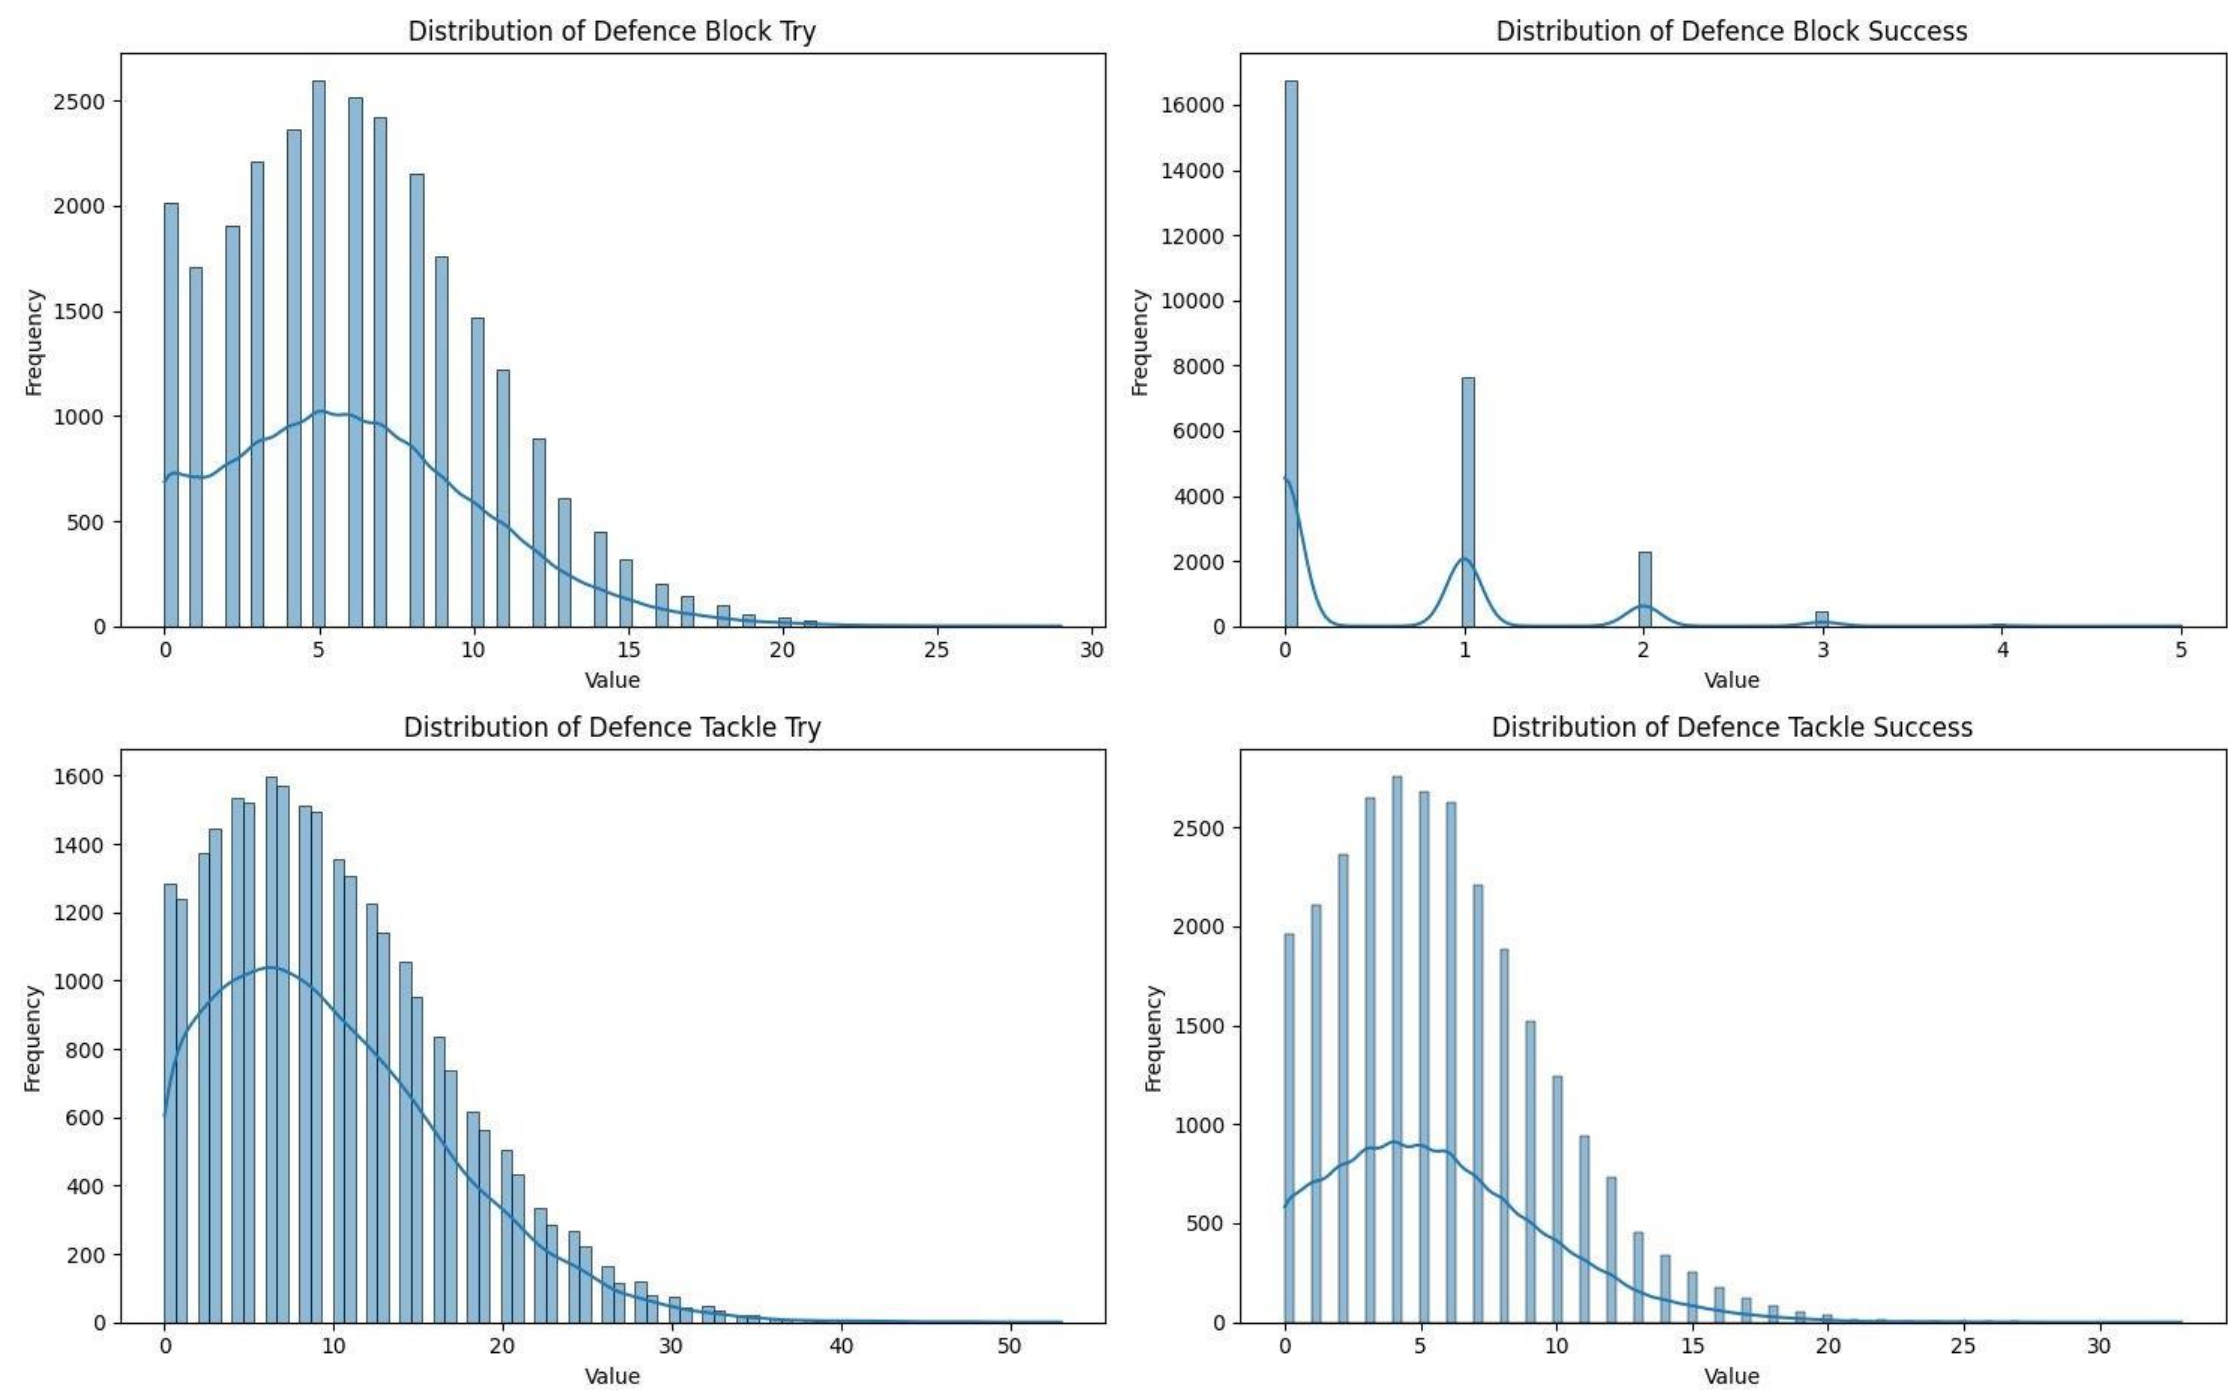 Distribution of Defence Block Try
Frequency
2500
2000
1500
1000
500
0
0 5 10 15 20 25 30
Value
Distribution of Defence Block Success
Frequency
16000
14000
12000
10000
8000
6000
4000
2000
0
0 1 2 3 4 5
Value
Distribution of Defence Tackle Try
Frequency
1600
1400
1200
1000
800
600
400
200
0
0 10 20 30 40 50
Value
Distribution of Defence Tackle Success
Frequency
2500
2000
1500
1000
500
0
0 5 10 15 20 25 30
Value